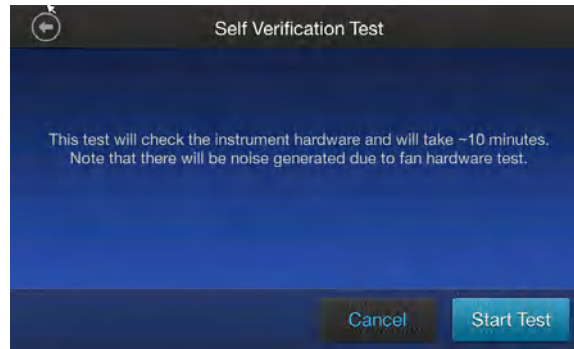 Self Verification Test
This test will check the instrument hardware and will take ~10 minutes.
Note that there will be noise generated due to fan hardware test.
Cancel
Start Test